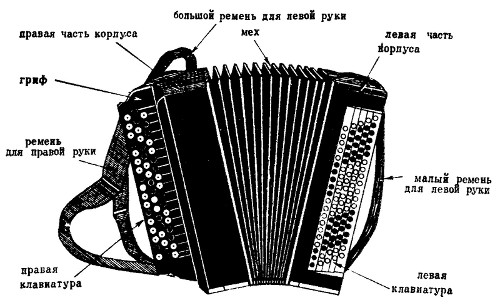 большой ремень для левой руки
правая часть корпуса
мех
левая часть
корпуса
гриф
ремень
для правой руки
малый ремень
для левой руки
правая
клавиатура
левая
клавиатура